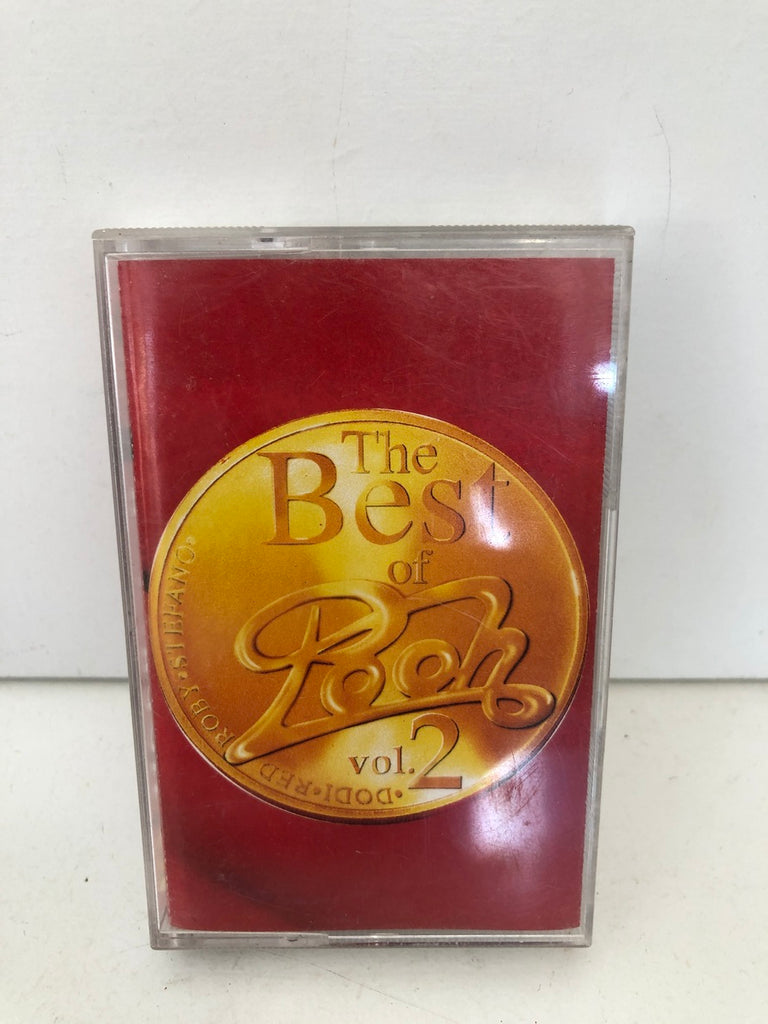 The
Best
of
Pooh
vol.2
DODI•RED•ROBY•STEFANO•